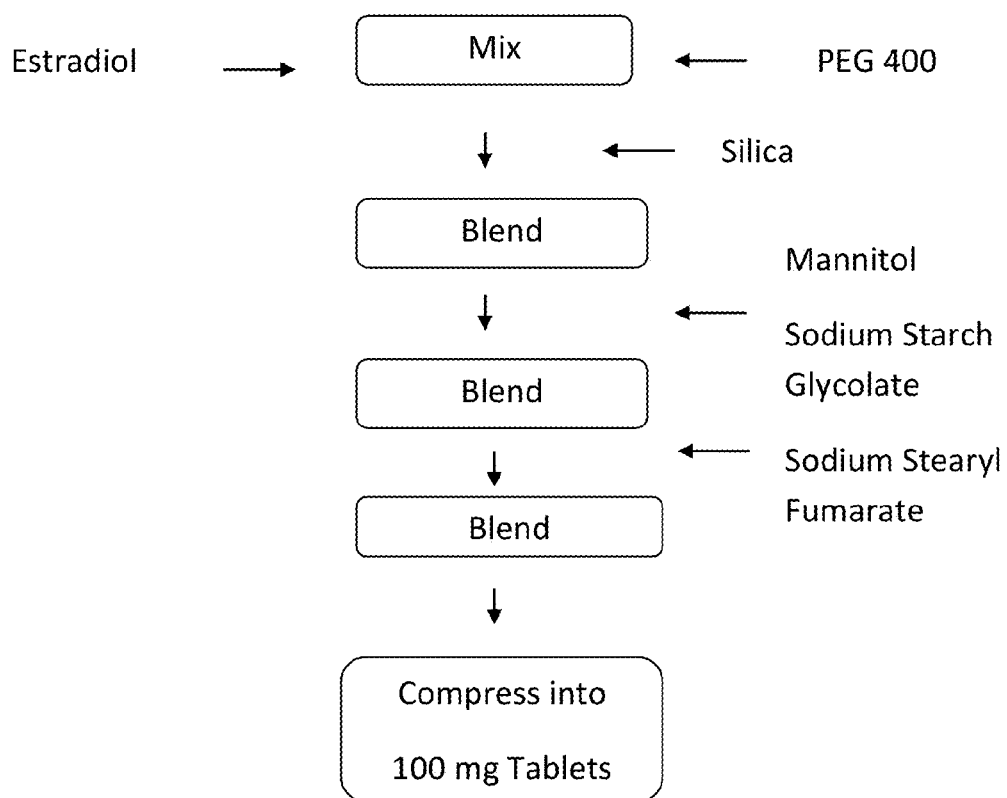 Estradiol
Mix
PEG 400
Silica
Blend
Mannitol
Sodium Starch
Glycolate
Blend
Sodium Stearyl
Fumarate
Blend
Compress into
100 mg Tablets